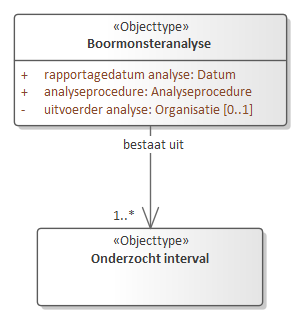 «Objecttype»
Boormonsteranalyse
+ rapportagedatum analyse: Datum
+ analyseprocedure: Analyseprocedure
- uitvoerder analyse: Organisatie [0..1]
bestaat uit
1..*
«Objecttype»
Onderzocht interval